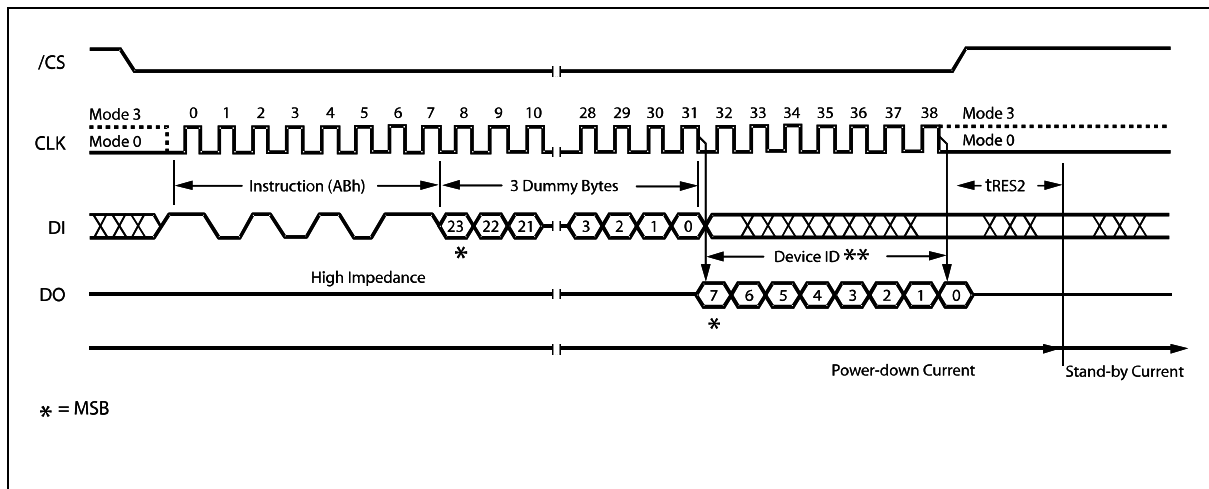 /CS
Mode 3 0 1 2 3 4 5 6 7 8 9 10 28 29 30 31 32 33 34 35 36 37 38 Mode 3
CLK Mode 0 Mode 0
Instruction (ABh) 3 Dummy Bytes tRES2
DI 23 22 21 3 2 1 0
* Device ID **
High Impedance
DO 7 6 5 4 3 2 1 0
*
Power-down Current Stand-by Current
* = MSB